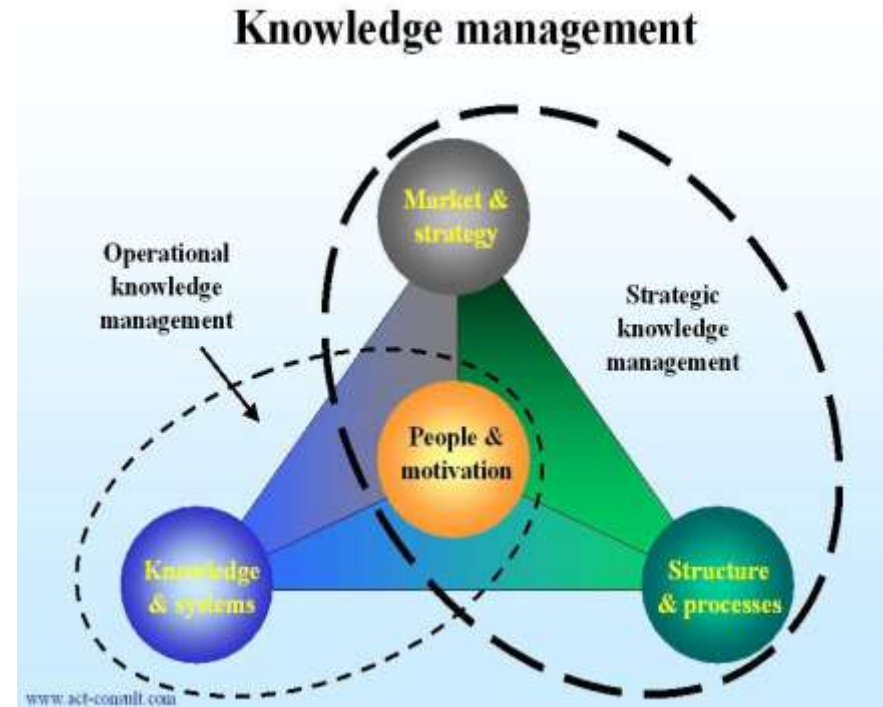 Knowledge management
Market &
strategy
Operational
knowledge
management
Strategic
knowledge
management
People &
motivation
Knowledge
& systems
Structure
& processes
www.act-consult.com